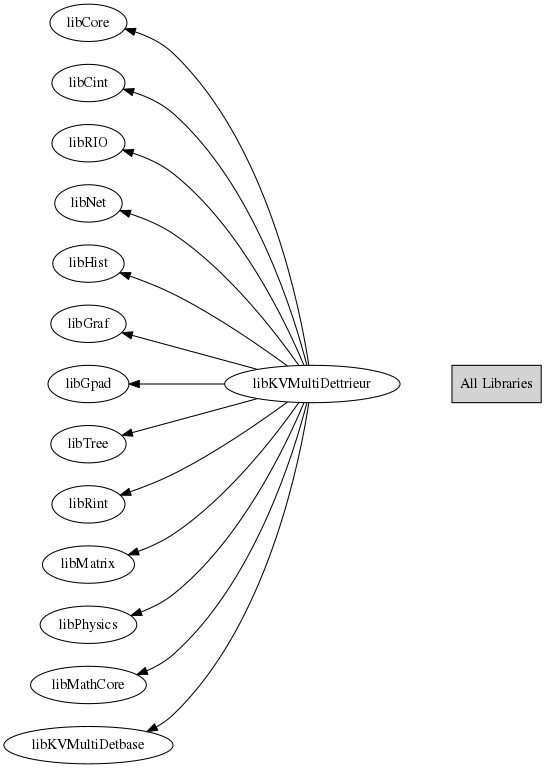 libCore
libCint
libRIO
libNet
libHist
libGraf
libGpad
libKVMultiDettrieur
All Libraries
libTree
libRint
libMatrix
libPhysics
libMathCore
libKVMultiDetbase